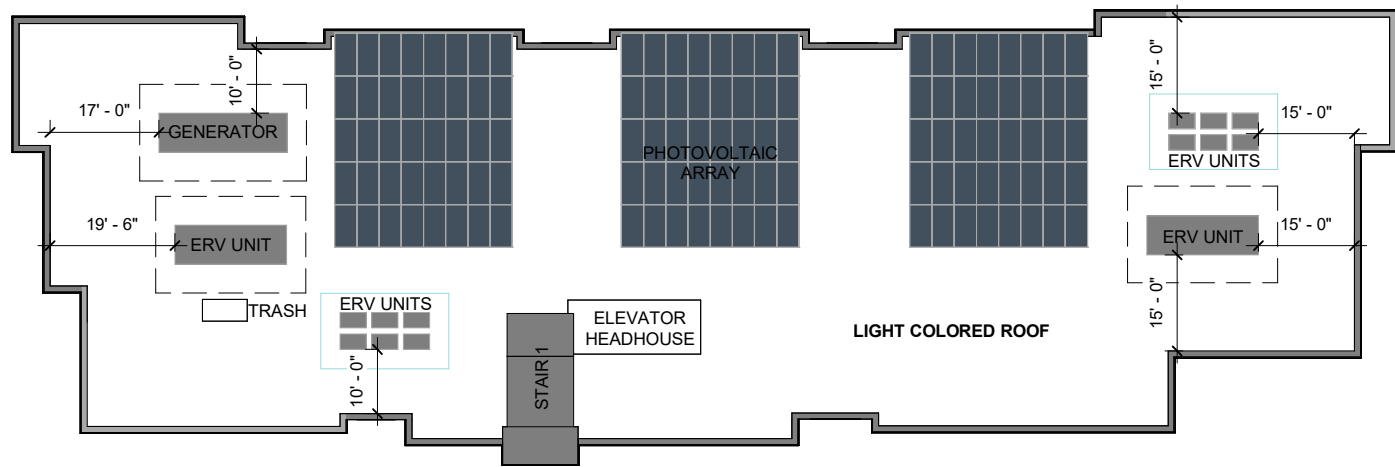 10' - 0"
15' - 0"
17' - 0"
GENERATOR
15' - 0"
PHOTOVOLTAIC
ARRAY
ERV UNITS
19' - 6"
ERV UNIT
ERV UNIT
15' - 0"
TRASH
ERV UNITS
ELEVATOR
HEADHOUSE
LIGHT COLORED ROOF
15' - 0"
10' - 0"
STAIR 1